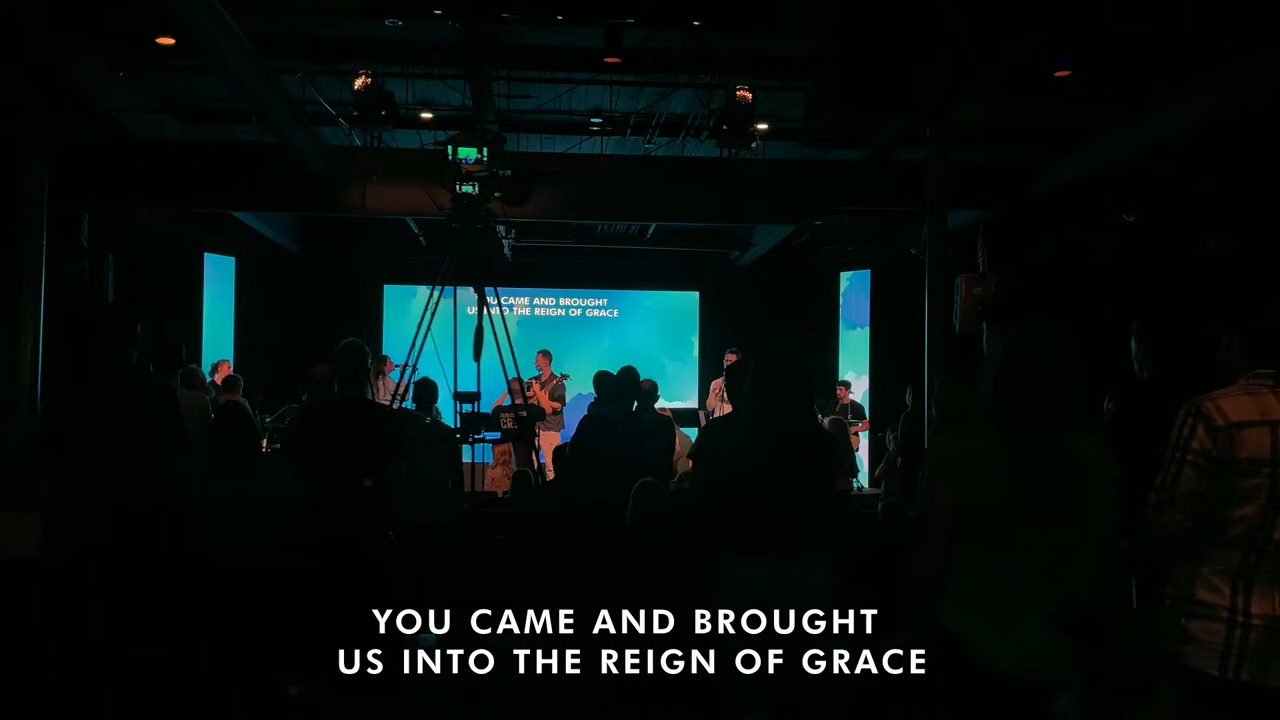 YOU CAME AND BROUGHT
US INTO THE REIGN OF GRACE
YOU CAME AND BROUGHT
US INTO THE REIGN OF GRACE